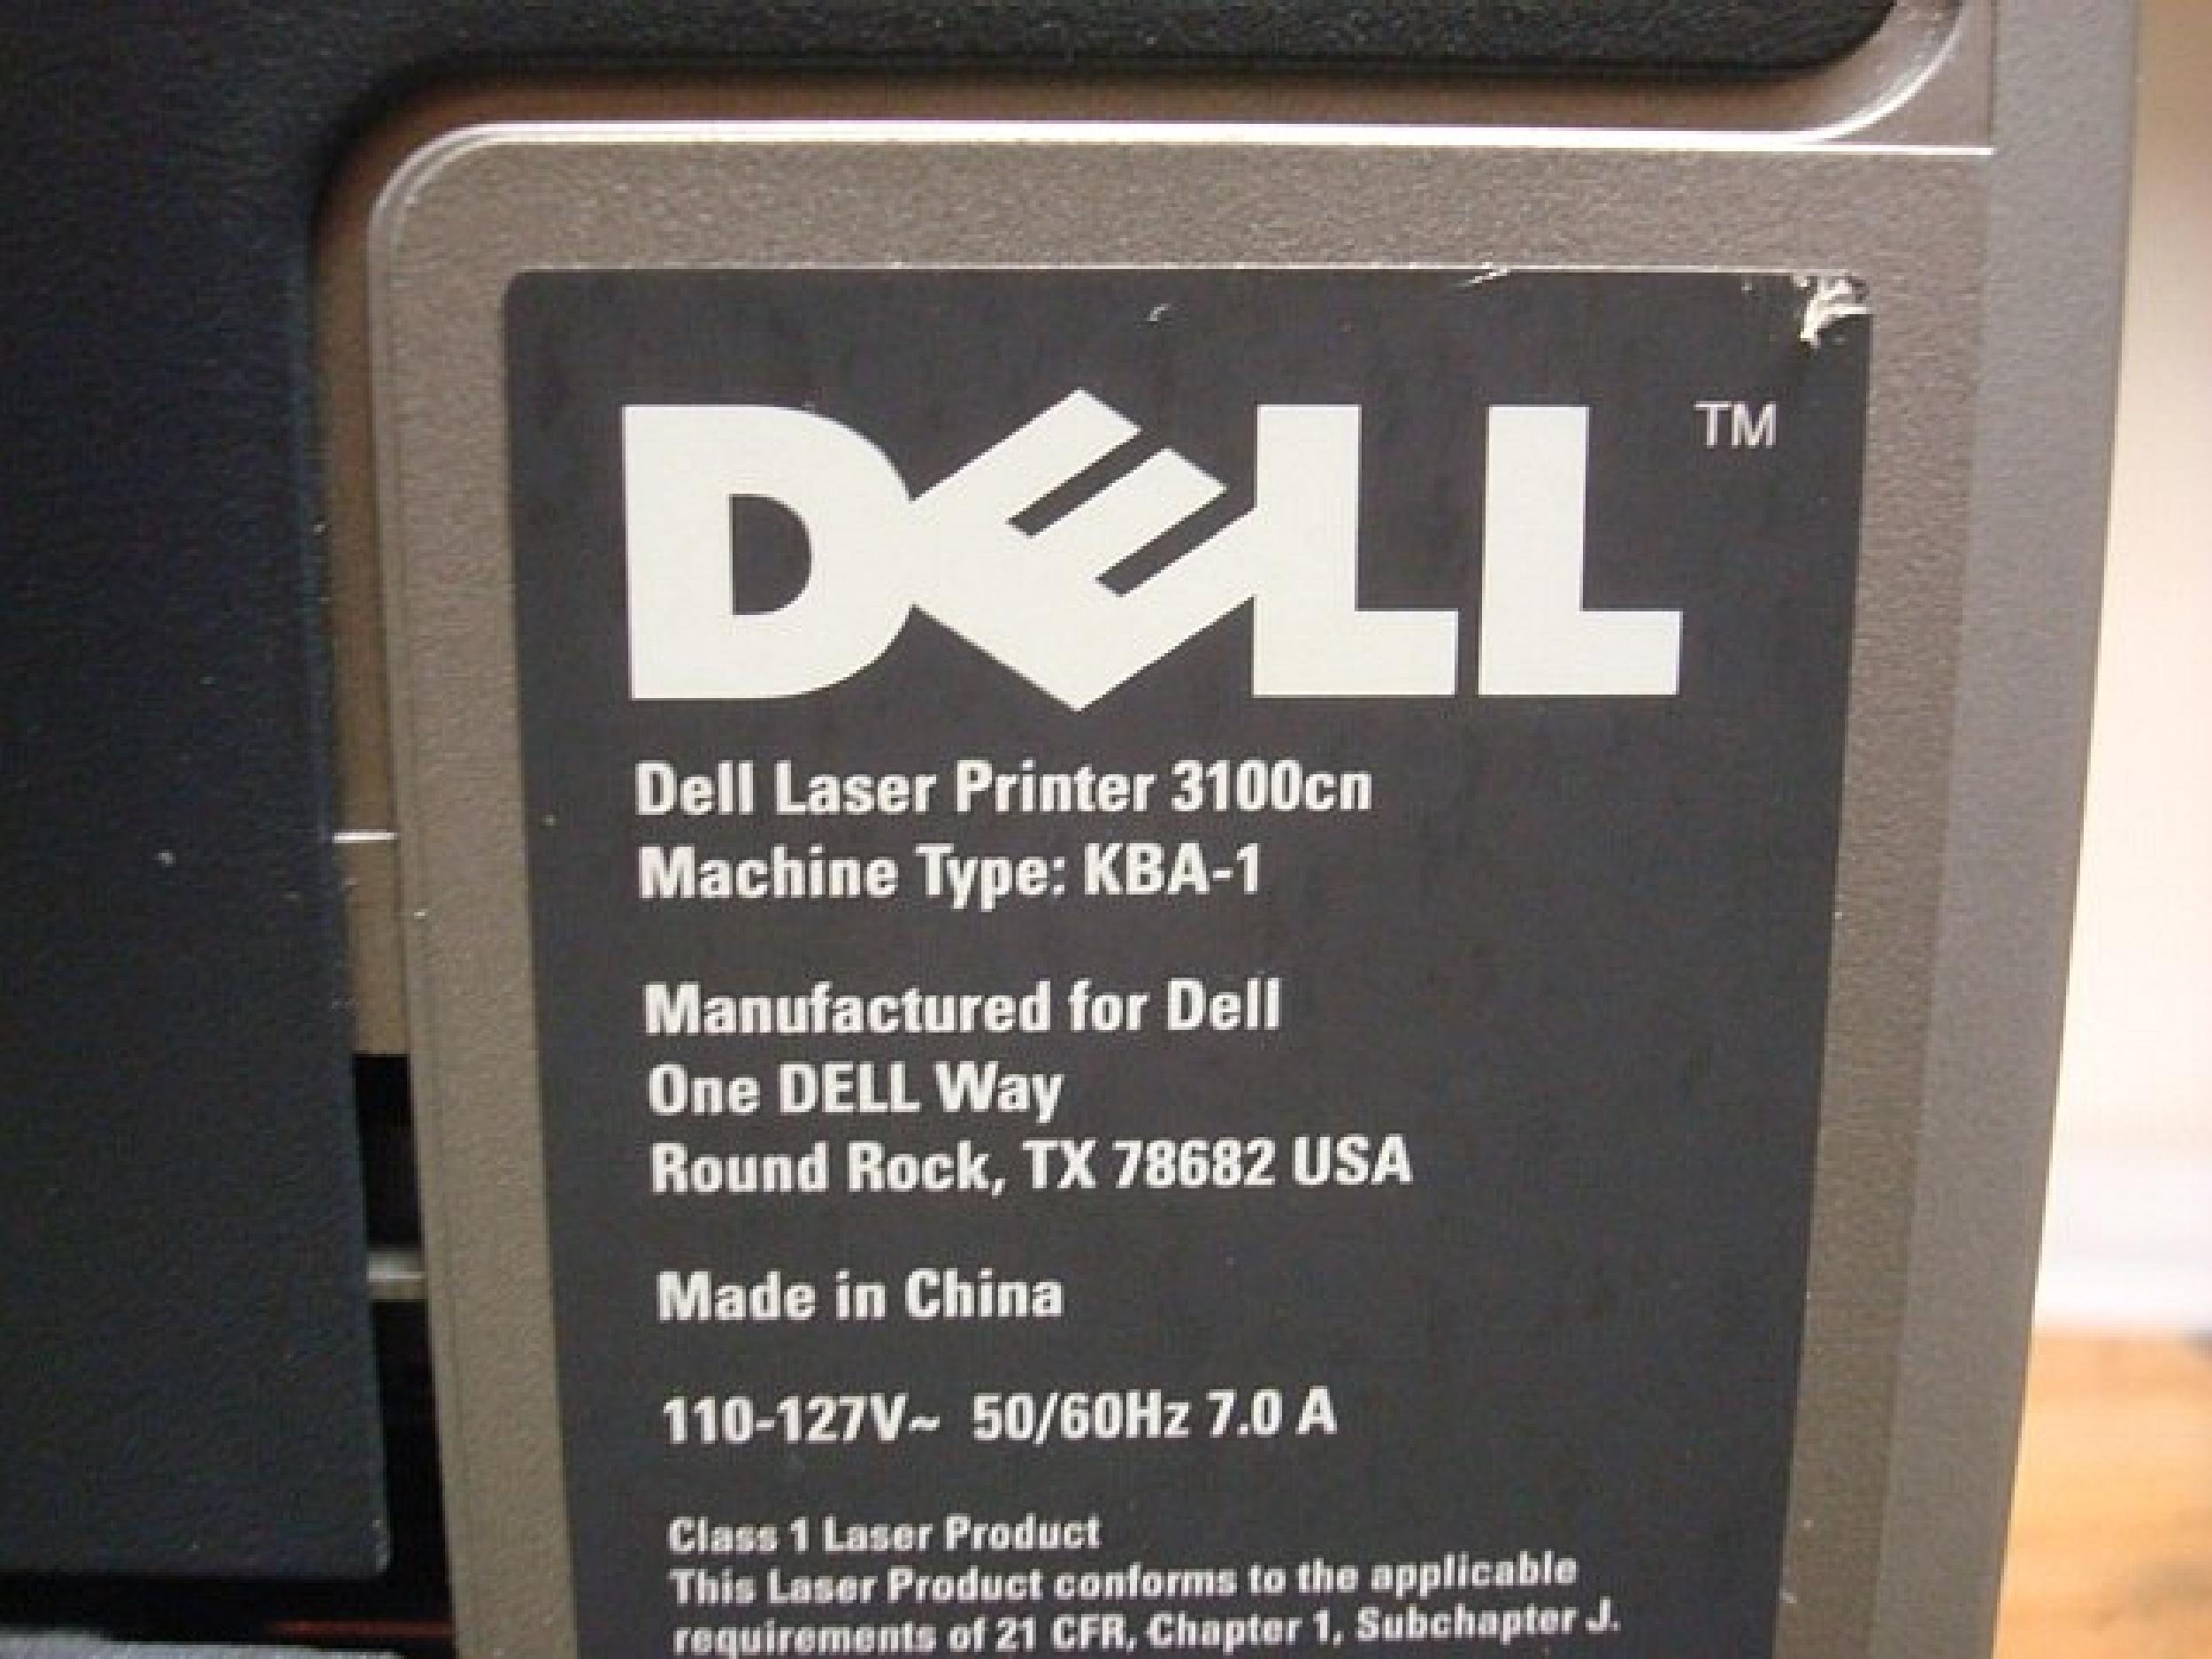 DELL™
Dell Laser Printer 3100cn
Machine Type: KBA-1
Manufactured for Dell
One DELL Way
Round Rock, TX 78682 USA
Made in China
110-127V~ 50/60Hz 7.0 A
Class 1 Laser Product
This Laser Product conforms to the applicable
requirements of 21 CFR, Chapter 1, Subchapter J.